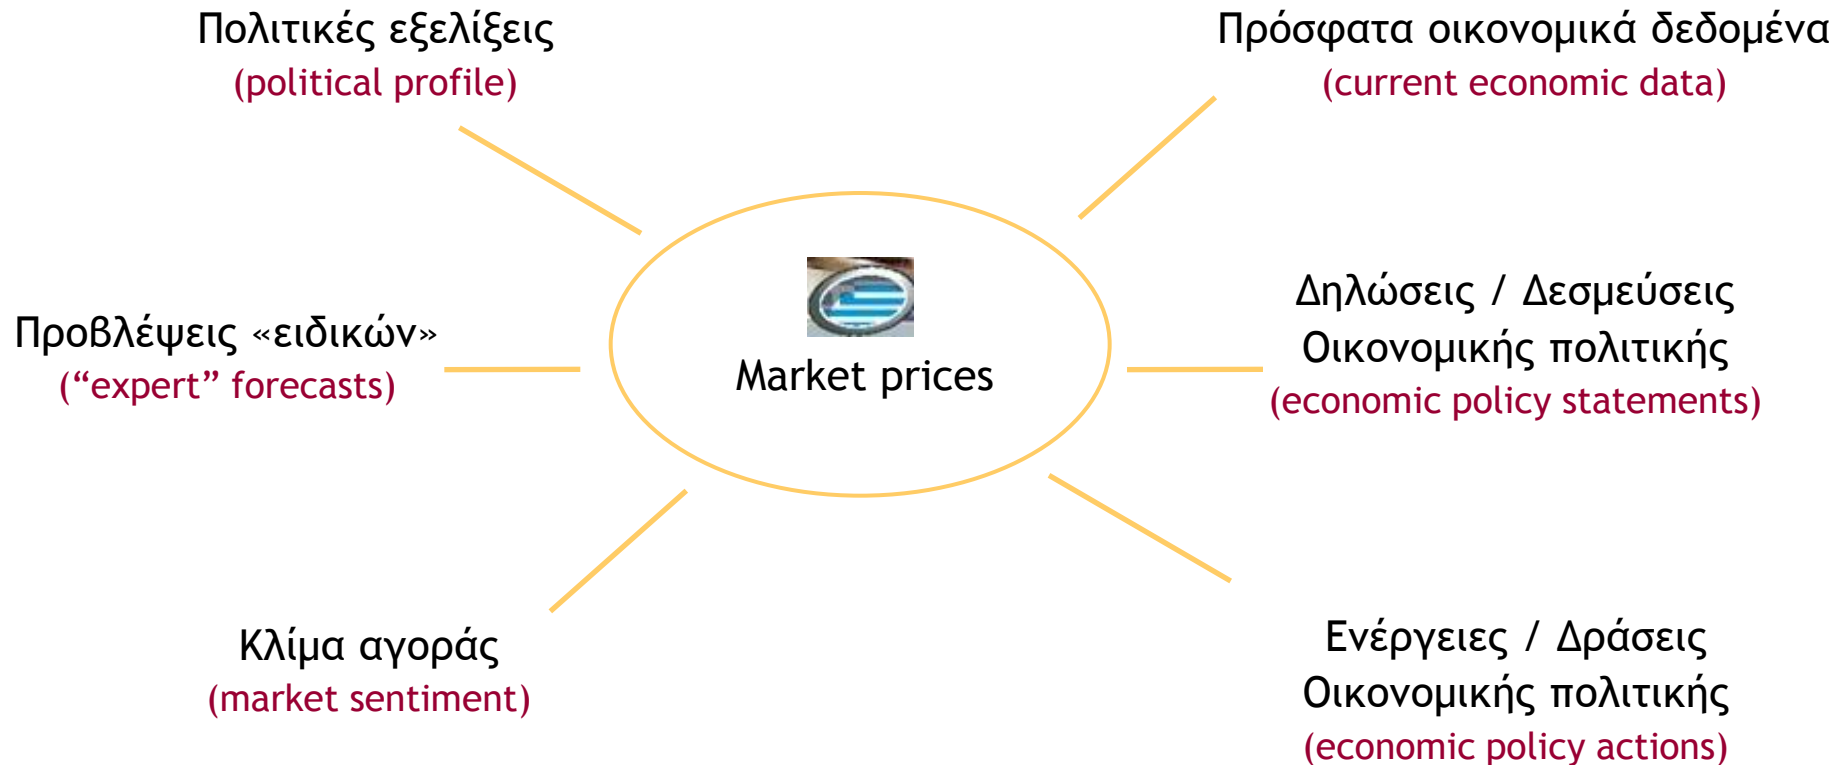 Πολιτικές εξελίξεις
(political profile)
Πρόσφατα οικονομικά δεδομένα
(current economic data)
Προβλέψεις «ειδικών»
(“expert” forecasts)
Market prices
Δηλώσεις / Δεσμεύσεις
Οικονομικής πολιτικής
(economic policy statements)
Κλίμα αγοράς
(market sentiment)
Ενέργειες / Δράσεις
Οικονομικής πολιτικής
(economic policy actions)